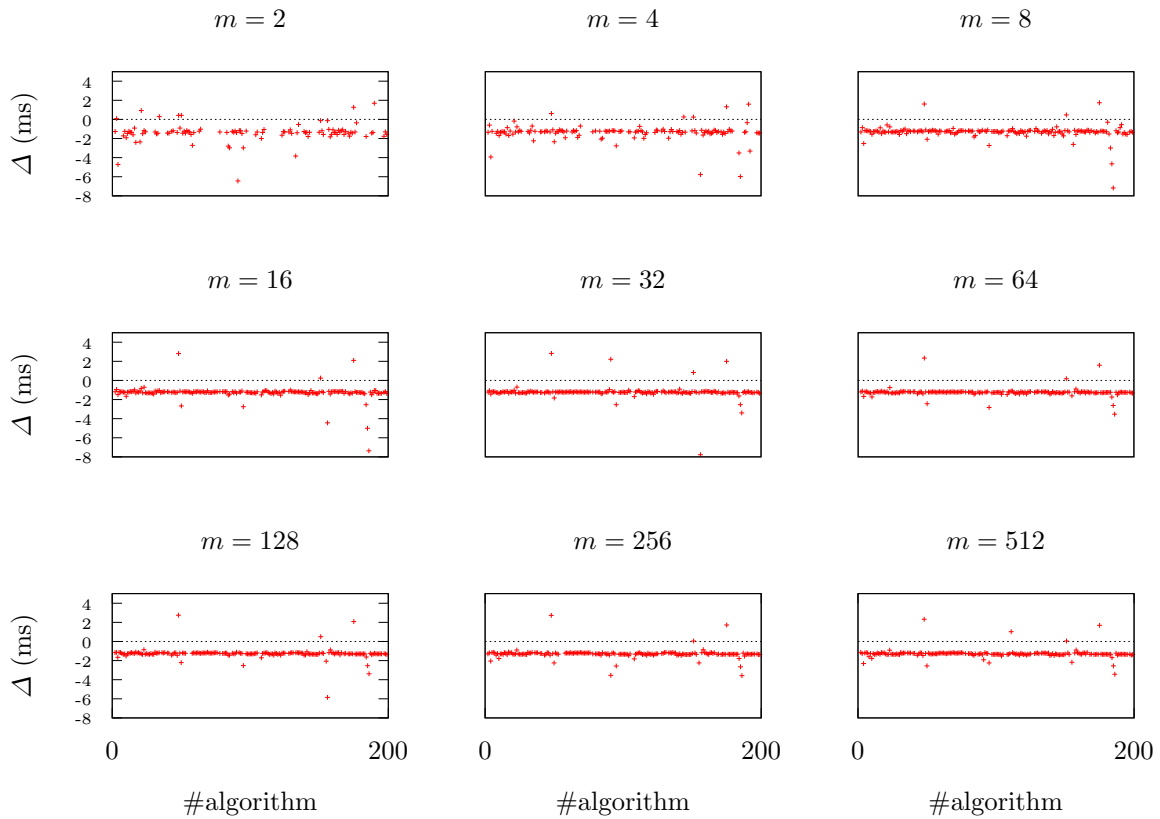 m = 2
m = 4
m = 8
Δ (ms)
4
2
0
-2
-4
-6
-8
m = 16
m = 32
m = 64
Δ (ms)
4
2
0
-2
-4
-6
-8
m = 128
m = 256
m = 512
Δ (ms)
4
2
0
-2
-4
-6
-8
0 200 0 200 0 200
#algorithm #algorithm #algorithm